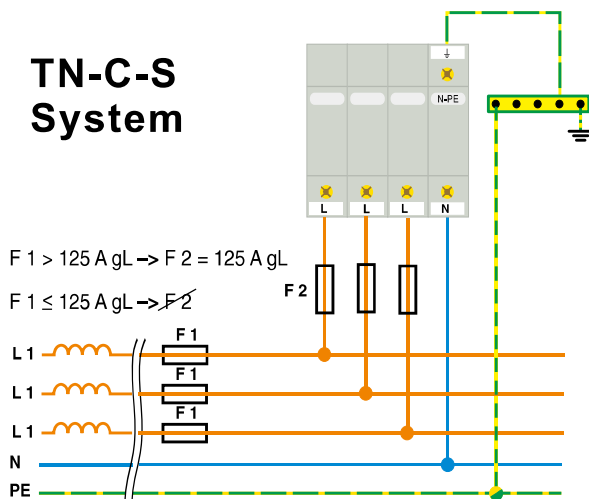 TN-C-S
System
N-PE
L L L N
F 1 > 125 A gL –> F 2 = 125 A gL
F 2
F 1 ≤ 125 A gL –> F 2
F 1
L 1
F 1
L 1
F 1
L 1
N
PE